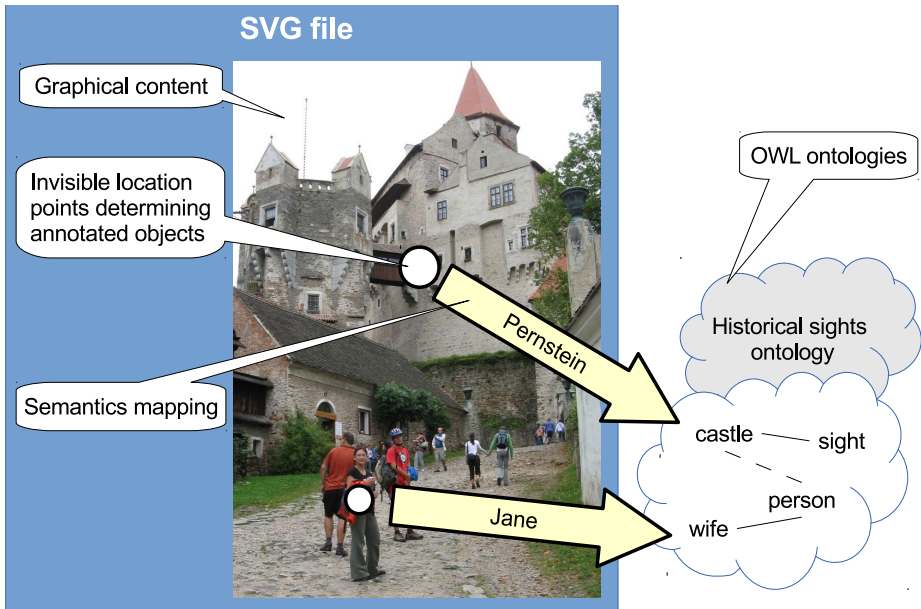 SVG file
Graphical content
Invisible location
points determining
annotated objects
Semantics mapping
Pernstein
Jane
OWL ontologies
Historical sights
ontology
castle
sight
person
wife